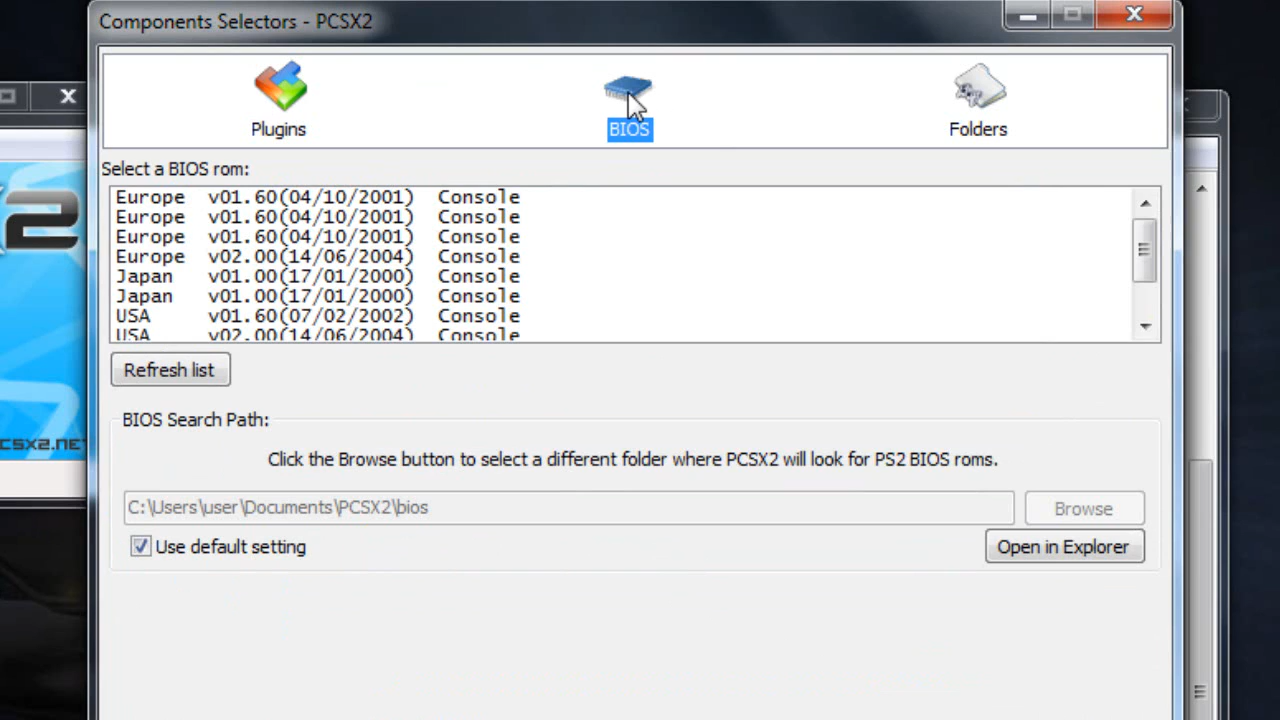 Components Selectors - PCSX2
Plugins
BIOS
Folders
Select a BIOS rom:
Europe v01.60(04/10/2001) Console
Europe v01.60(04/10/2001) Console
Europe v01.60(04/10/2001) Console
Europe v02.00(14/06/2004) Console
Japan v01.00(17/01/2000) Console
Japan v01.00(17/01/2000) Console
USA v01.60(07/02/2002) Console
USA v02.00(14/06/2004) Console
Refresh list
2
BIOS Search Path:
CSX2.NET
Click the Browse button to select a different folder where PCSX2 will look for PS2 BIOS roms.
C:\Users\user\Documents\PCSX2\bios
Browse
Use default setting
Open in Explorer